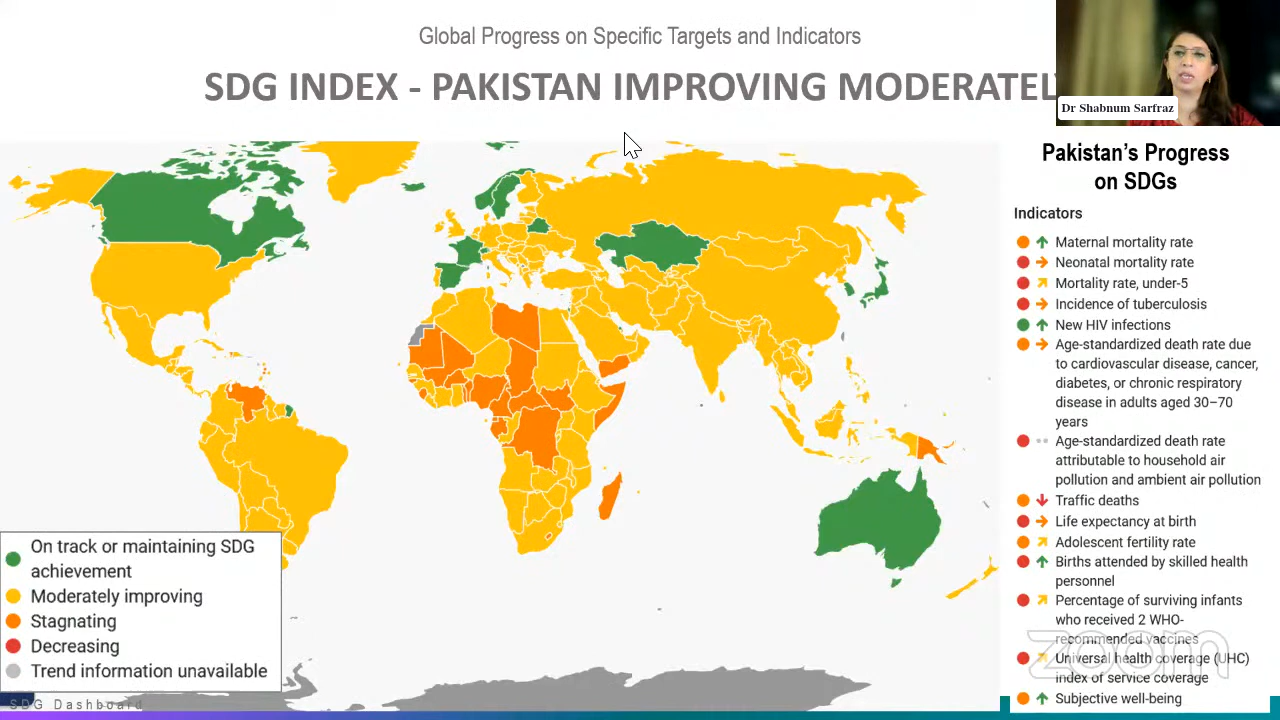 Global Progress on Specific Targets and Indicators
SDG INDEX - PAKISTAN IMPROVING MODERATELY
Dr Shabnum Sarfraz
Pakistan's Progress
on SDGs
Indicators
Maternal mortality rate
Neonatal mortality rate
Mortality rate, under-5
Incidence of tuberculosis
New HIV infections
Age-standardized death rate due
to cardiovascular disease, cancer,
diabetes, or chronic respiratory
disease in adults aged 30–70
years
Age-standardized death rate
attributable to household air
pollution and ambient air pollution
Traffic deaths
Life expectancy at birth
Adolescent fertility rate
Births attended by skilled health
personnel
Percentage of surviving infants
who received 2 WHO-
recommended vaccines
Universal health coverage (UHC)
index of service coverage
Subjective well-being
zoom
On track or maintaining SDG
achievement
Moderately improving
Stagnating
Decreasing
Trend information unavailable
SDG Dashboard